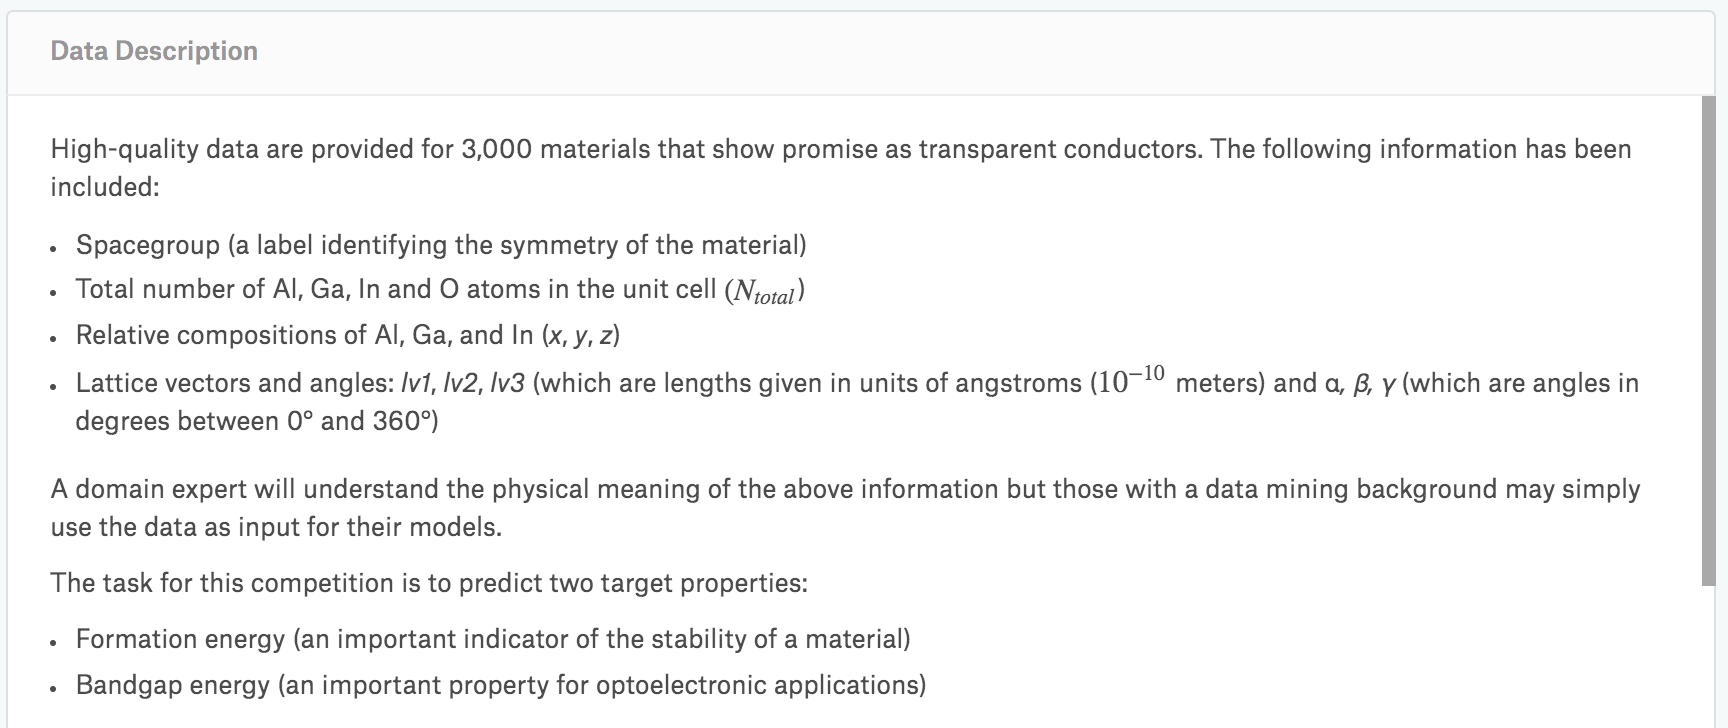 Data Description
High-quality data are provided for 3,000 materials that show promise as transparent conductors. The following information has been
included:
• Spacegroup (a label identifying the symmetry of the material)
• Total number of Al, Ga, In and O atoms in the unit cell (N_total)
• Relative compositions of Al, Ga, and In (x, y, z)
• Lattice vectors and angles: lv1, lv2, lv3 (which are lengths given in units of angstroms (10⁻¹⁰ meters) and α, β, γ (which are angles in
degrees between 0° and 360°)
A domain expert will understand the physical meaning of the above information but those with a data mining background may simply
use the data as input for their models.
The task for this competition is to predict two target properties:
• Formation energy (an important indicator of the stability of a material)
• Bandgap energy (an important property for optoelectronic applications)